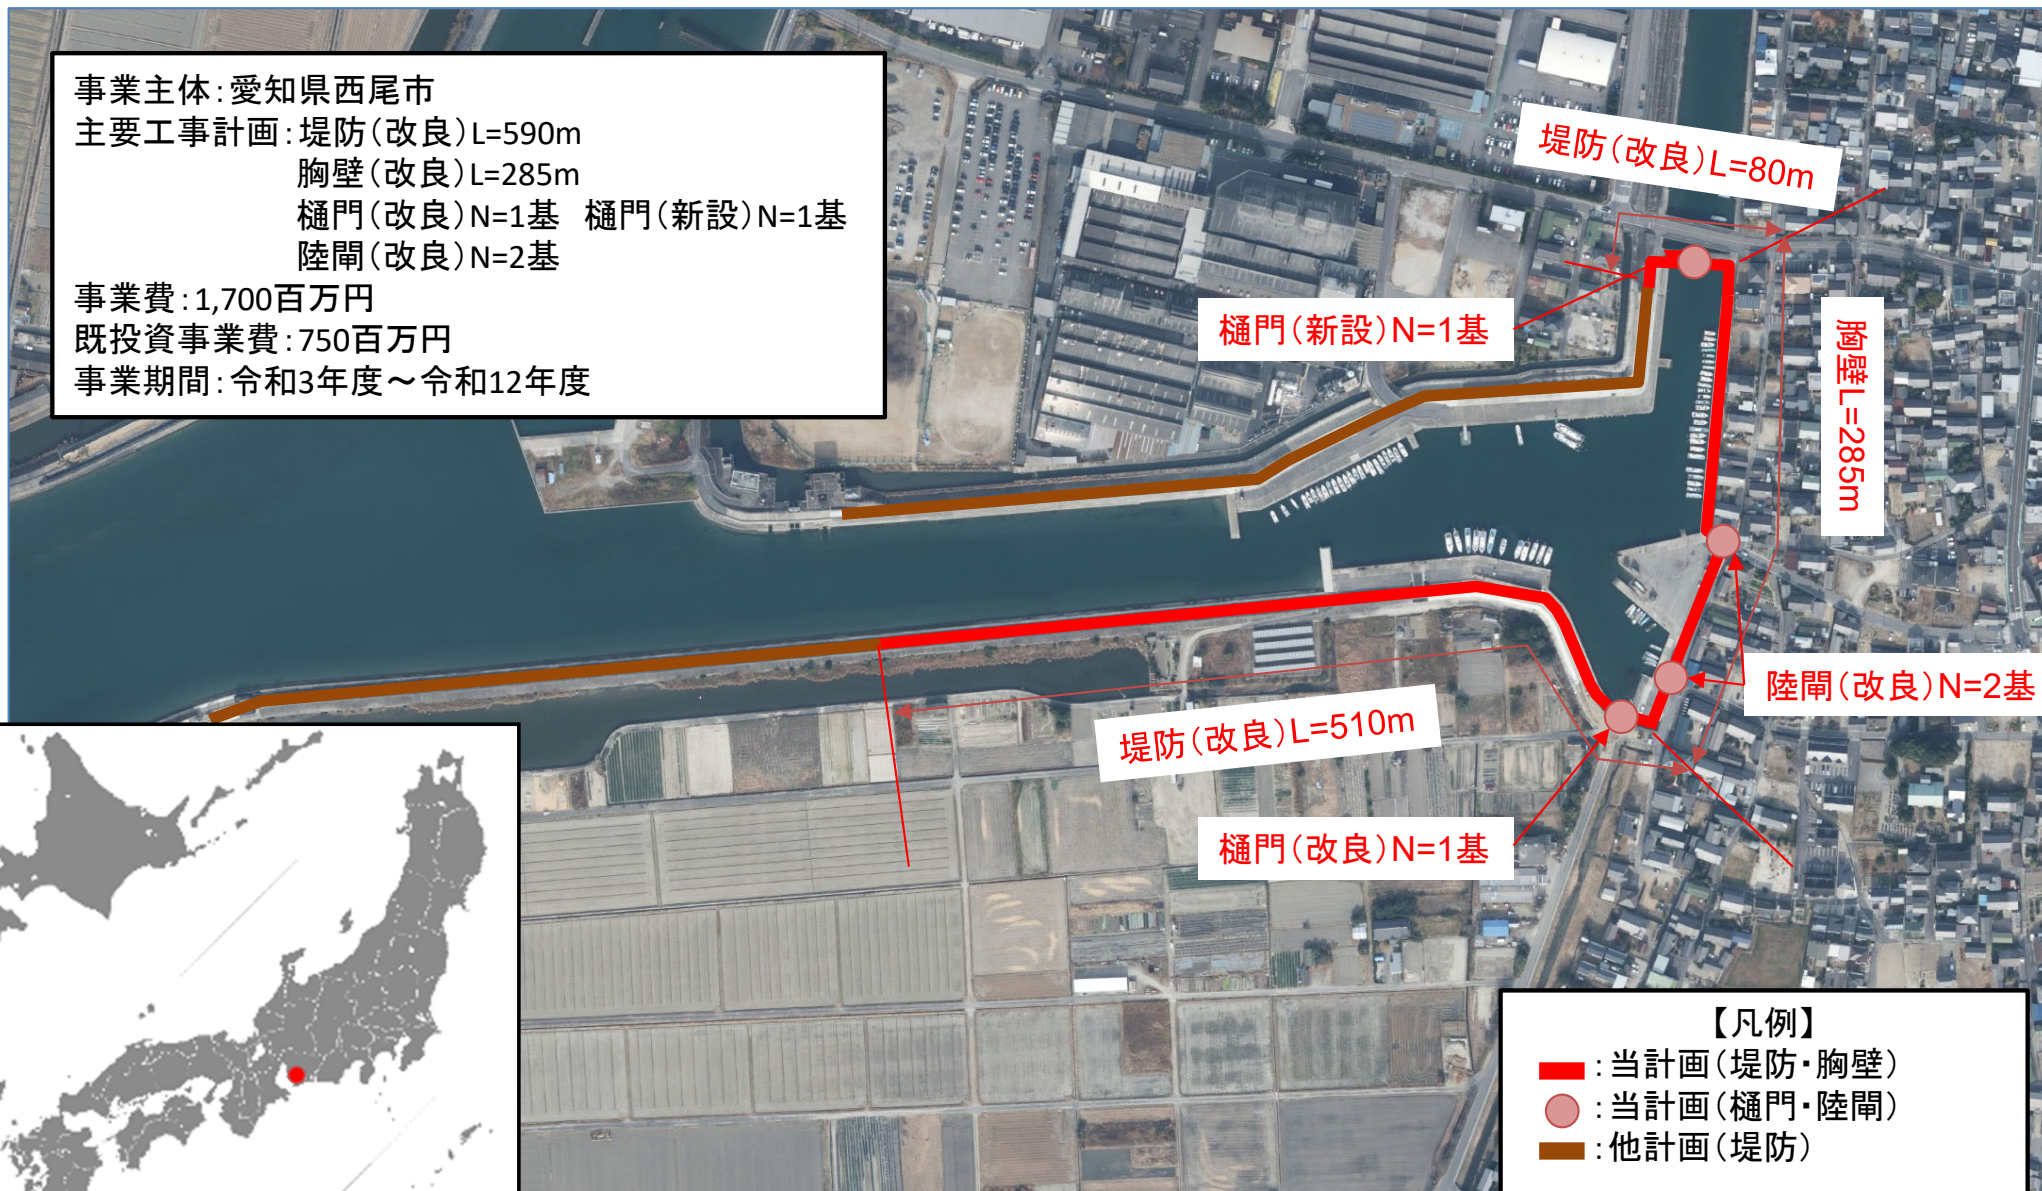 事業主体:愛知県西尾市
主要工事計画:堤防(改良)L=590m
胸壁(改良)L=285m
樋門(改良)N=1基 樋門(新設)N=1基
陸閘(改良)N=2基
事業費:1,700百万円
既投資事業費:750百万円
事業期間:令和3年度～令和12年度
堤防(改良)L=80m
樋門(新設)N=1基
胸壁L=285m
陸閘(改良)N=2基
堤防(改良)L=510m
樋門(改良)N=1基
【凡例】
:当計画(堤防・胸壁)
:当計画(樋門・陸閘)
:他計画(堤防)